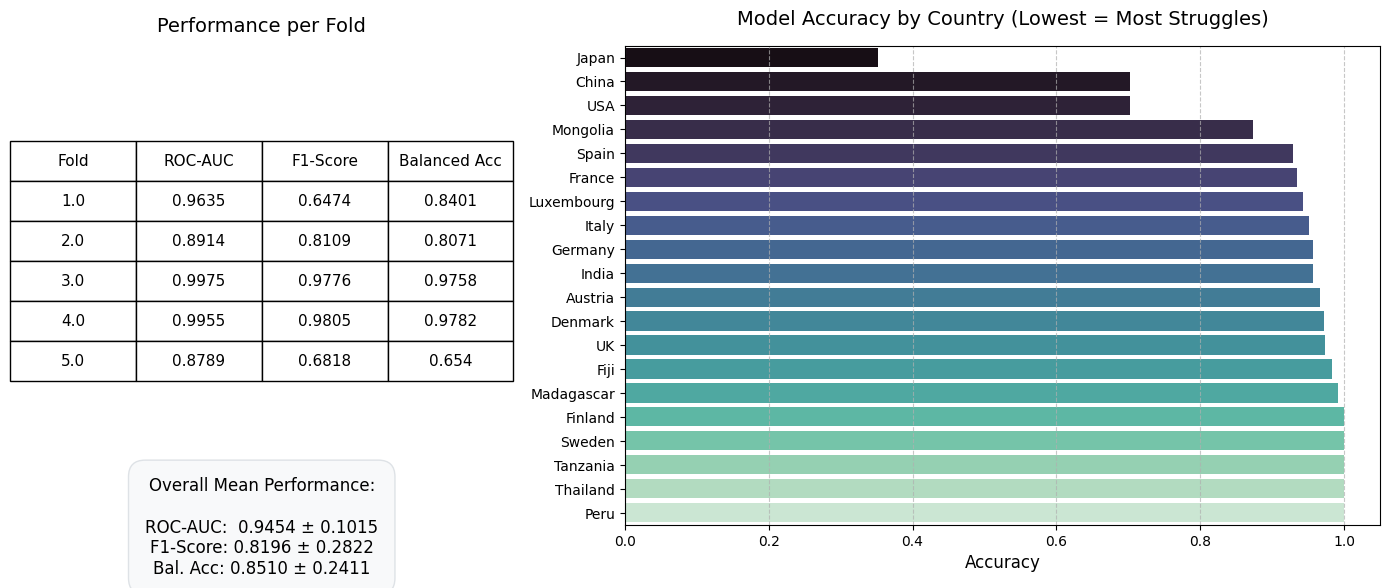 Performance per Fold
Fold ROC-AUC F1-Score Balanced Acc
1.0 0.9635 0.6474 0.8401
2.0 0.8914 0.8109 0.8071
3.0 0.9975 0.9776 0.9758
4.0 0.9955 0.9805 0.9782
5.0 0.8789 0.6818 0.654
Overall Mean Performance:
ROC-AUC: 0.9454 ± 0.1015
F1-Score: 0.8196 ± 0.2822
Bal. Acc: 0.8510 ± 0.2411
Model Accuracy by Country (Lowest = Most Struggles)
Japan
China
USA
Mongolia
Spain
France
Luxembourg
Italy
Germany
India
Austria
Denmark
UK
Fiji
Madagascar
Finland
Sweden
Tanzania
Thailand
Peru
0.0 0.2 0.4 0.6 0.8 1.0
Accuracy